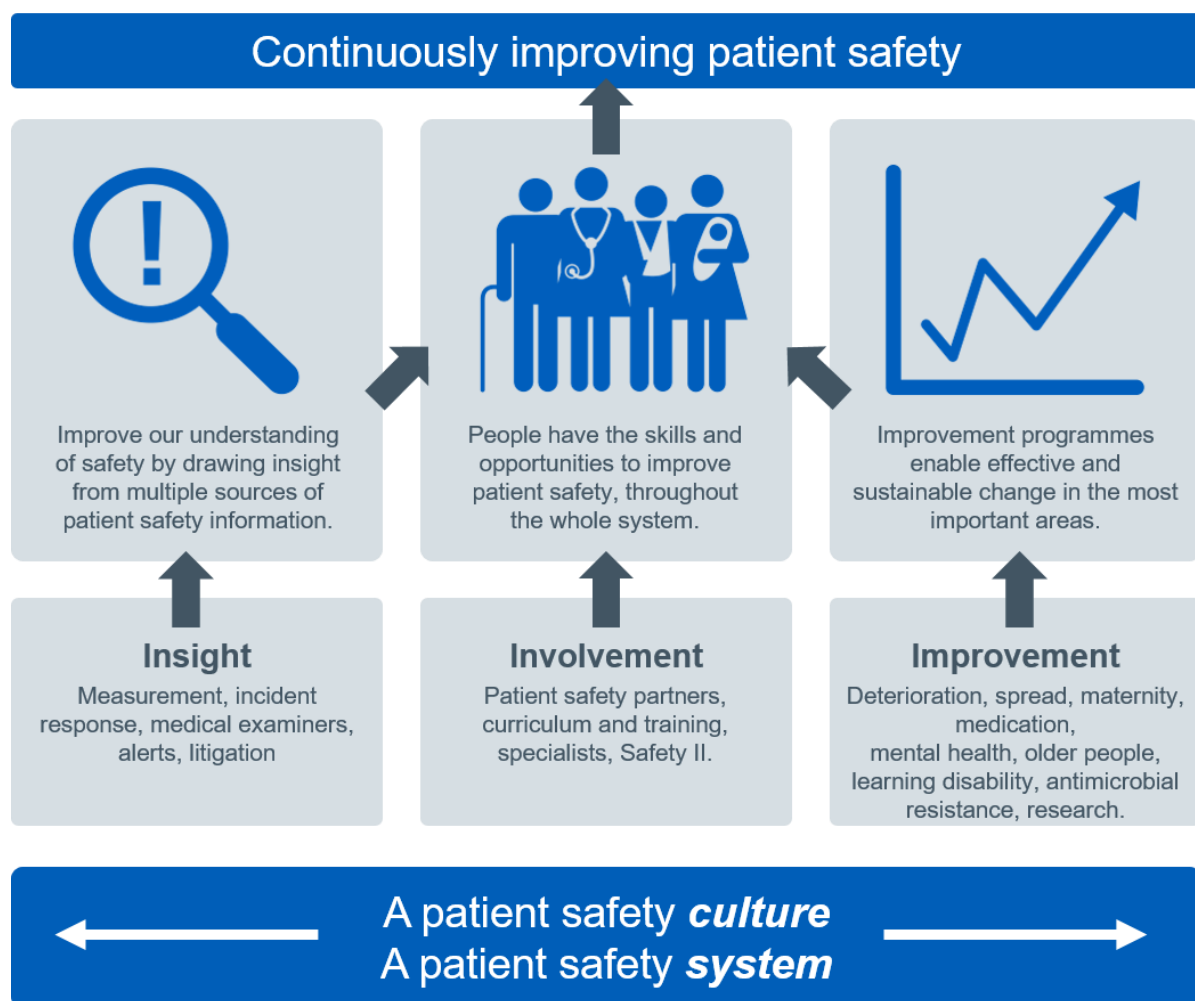 Continuously improving patient safety
!
Improve our understanding
of safety by drawing insight
from multiple sources of
patient safety information.
People have the skills and
opportunities to improve
patient safety, throughout
the whole system.
Improvement programmes
enable effective and
sustainable change in the most
important areas.
Insight
Measurement, incident
response, medical examiners,
alerts, litigation
Involvement
Patient safety partners,
curriculum and training,
specialists, Safety II.
Improvement
Deterioration, spread, maternity,
medication,
mental health, older people,
learning disability, antimicrobial
resistance, research.
A patient safety culture
A patient safety system